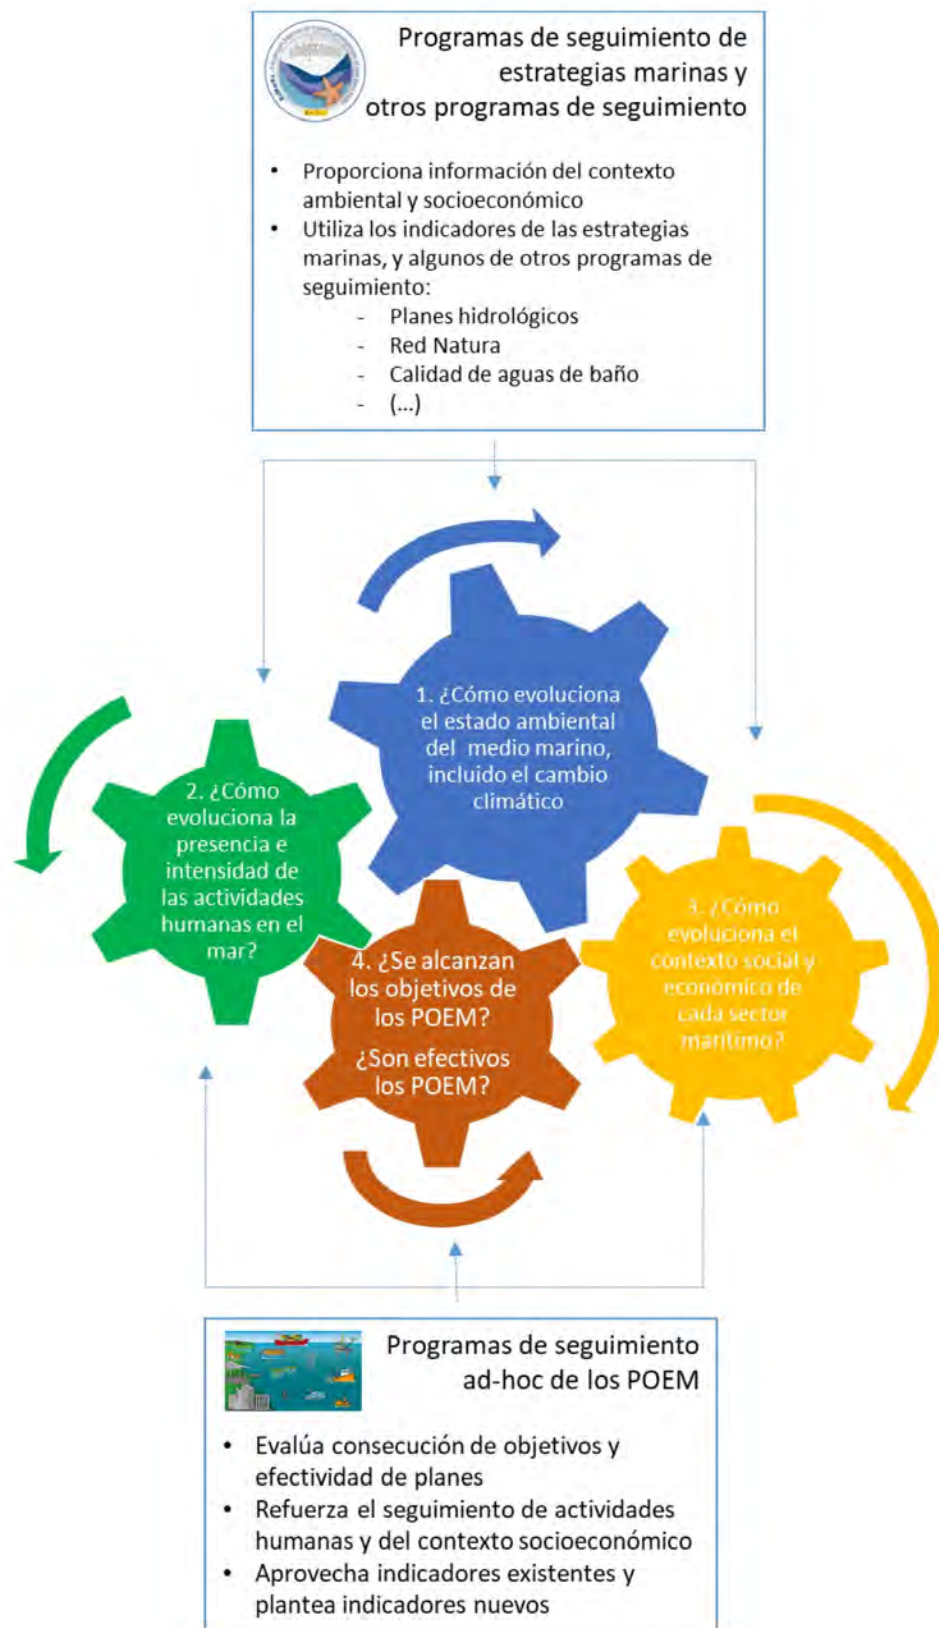 Programas de seguimiento de
estrategias marinas y
otros programas de seguimiento
• Proporciona información del contexto
ambiental y socioeconómico
• Utiliza los indicadores de las estrategias
marinas, y algunos de otros programas de
seguimiento:
- Planes hidrológicos
- Red Natura
- Calidad de aguas de baño
- (...)
1. ¿Cómo evoluciona
el estado ambiental
del medio marino,
incluido el cambio
climático
2. ¿Cómo
evoluciona la
presencia e
intensidad de
las actividades
humanas en el
mar?
3. ¿Cómo
evoluciona el
contexto social y
económico de
cada sector
marítimo?
4. ¿Se alcanzan
los objetivos de
los POEM?
¿Son efectivos
los POEM?
Programas de seguimiento
ad-hoc de los POEM
• Evalúa consecución de objetivos y
efectividad de planes
• Refuerza el seguimiento de actividades
humanas y del contexto socioeconómico
• Aprovecha indicadores existentes y
plantea indicadores nuevos